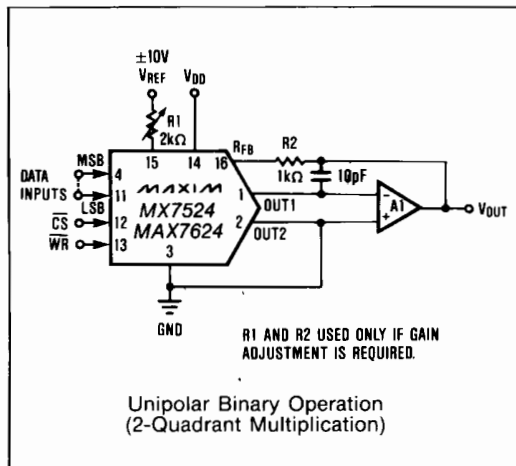 ±10V
VREF
VDD
R1
2kΩ
15
14
16
RFB
R2
1kΩ
10pF
DATA
INPUTS
MSB
4
11
LSB
CS
12
WR
13
MAXIM
MX7524
MAX7624
3
1
OUT1
2
OUT2
-
+
A1
VOUT
GND
R1 AND R2 USED ONLY IF GAIN
ADJUSTMENT IS REQUIRED.
Unipolar Binary Operation
(2-Quadrant Multiplication)